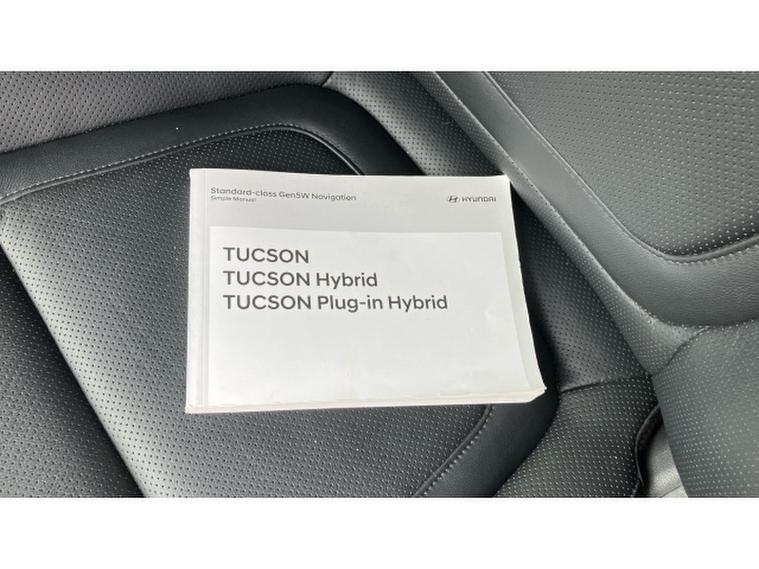 Standard-class Gen5W Navigation
Simple Manual
HYUNDAI
TUCSON
TUCSON Hybrid
TUCSON Plug-in Hybrid